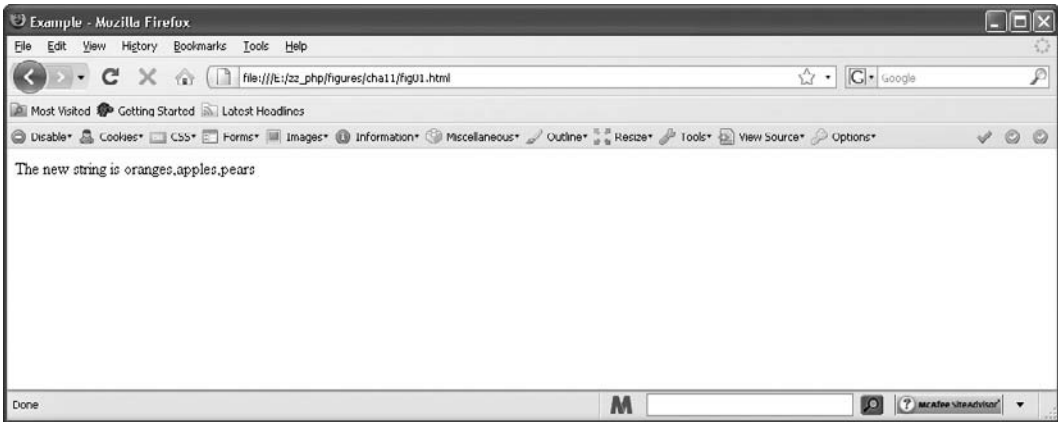 Example - Mozilla Firefox
File Edit View History Bookmarks Tools Help
file:///E:/zz_php/figures/cha11/fig01.html
G Google
Most Visited Getting Started Latest Headlines
Disable Cookies CSS Forms Images Information Miscellaneous Outline Resize Tools View Source Options
The new string is oranges,apples,pears
Done M ? McAfee SiteAdvisor